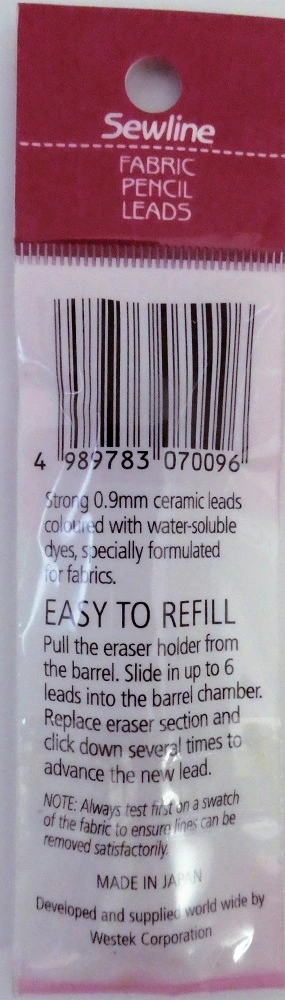 Sewline
FABRIC
PENCIL
LEADS
4 989783 070096
Strong 0.9mm ceramic leads
coloured with water-soluble
dyes, specially formulated
for fabrics.
EASY TO REFILL
Pull the eraser holder from
the barrel. Slide in up to 6
leads into the barrel chamber.
Replace eraser section and
click down several times to
advance the new lead.
NOTE: Always test first on a swatch
of the fabric to ensure lines can be
removed satisfactorily.
MADE IN JAPAN
Developed and supplied world wide by
Westek Corporation